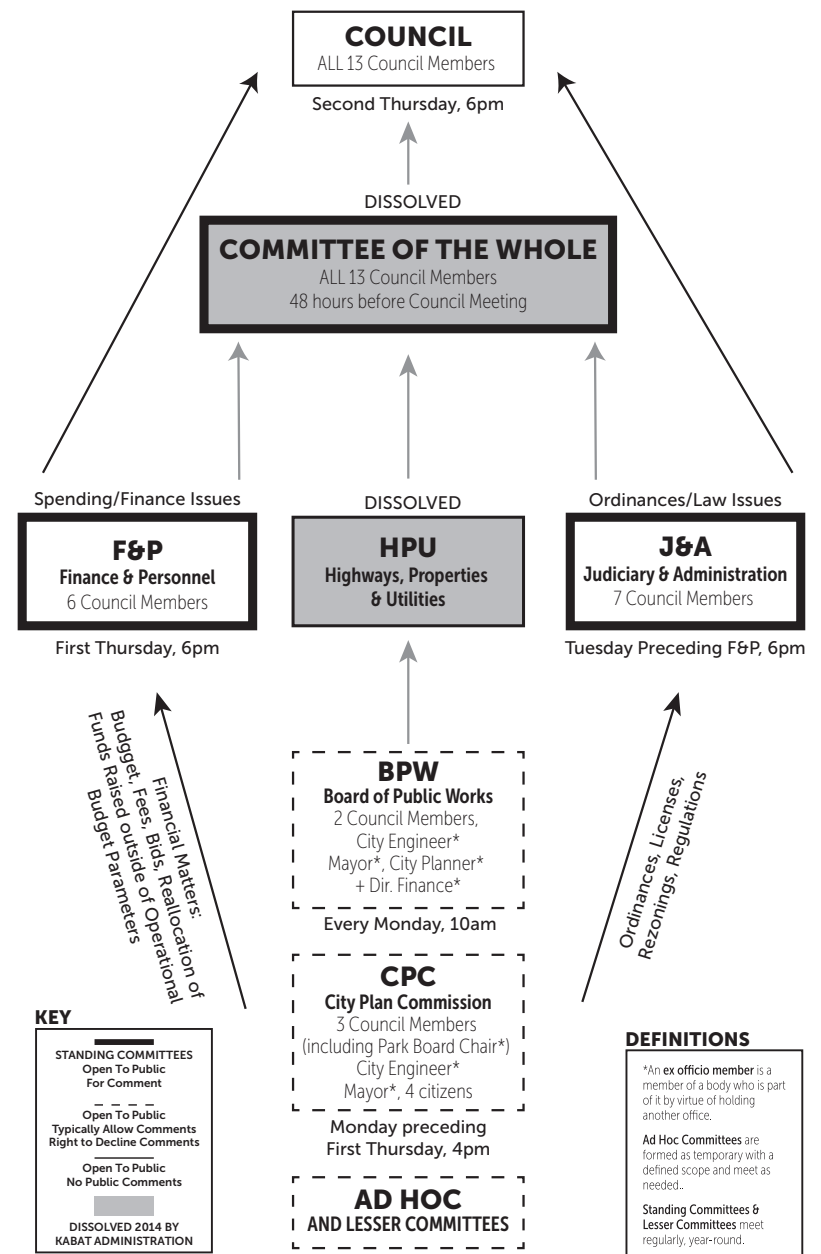 COUNCIL
ALL 13 Council Members
Second Thursday, 6pm
DISSOLVED
COMMITTEE OF THE WHOLE
ALL 13 Council Members
48 hours before Council Meeting
Spending/Finance Issues
F&P
Finance & Personnel
6 Council Members
First Thursday, 6pm
DISSOLVED
HPU
Highways, Properties
& Utilities
Ordinances/Law Issues
J&A
Judiciary & Administration
7 Council Members
Tuesday Preceding F&P, 6pm
Financial Matters:
Budgget, Fees, Bids, Reallocation of
Funds Raised outside of Operational
Budget Parameters
BPW
Board of Public Works
2 Council Members,
City Engineer*
Mayor*, City Planner*
+ Dir. Finance*
Every Monday, 10am
Ordinances, Licenses,
Rezonings, Regulations
CPC
City Plan Commission
3 Council Members
(including Park Board Chair*)
City Engineer*
Mayor*, 4 citizens
Monday preceding
First Thursday, 4pm
AD HOC
AND LESSER COMMITTEES
KEY
STANDING COMMITTEES
Open To Public
For Comment
Open To Public
Typically Allow Comments
Right to Decline Comments
Open To Public
No Public Comments
DISSOLVED 2014 BY
KABAT ADMINISTRATION
DEFINITIONS
*An ex officio member is a
member of a body who is part
of it by virtue of holding
another office.
Ad Hoc Committees are
formed as temporary with a
defined scope and meet as
needed..
Standing Committees &
Lesser Committees meet
regularly, year-round.